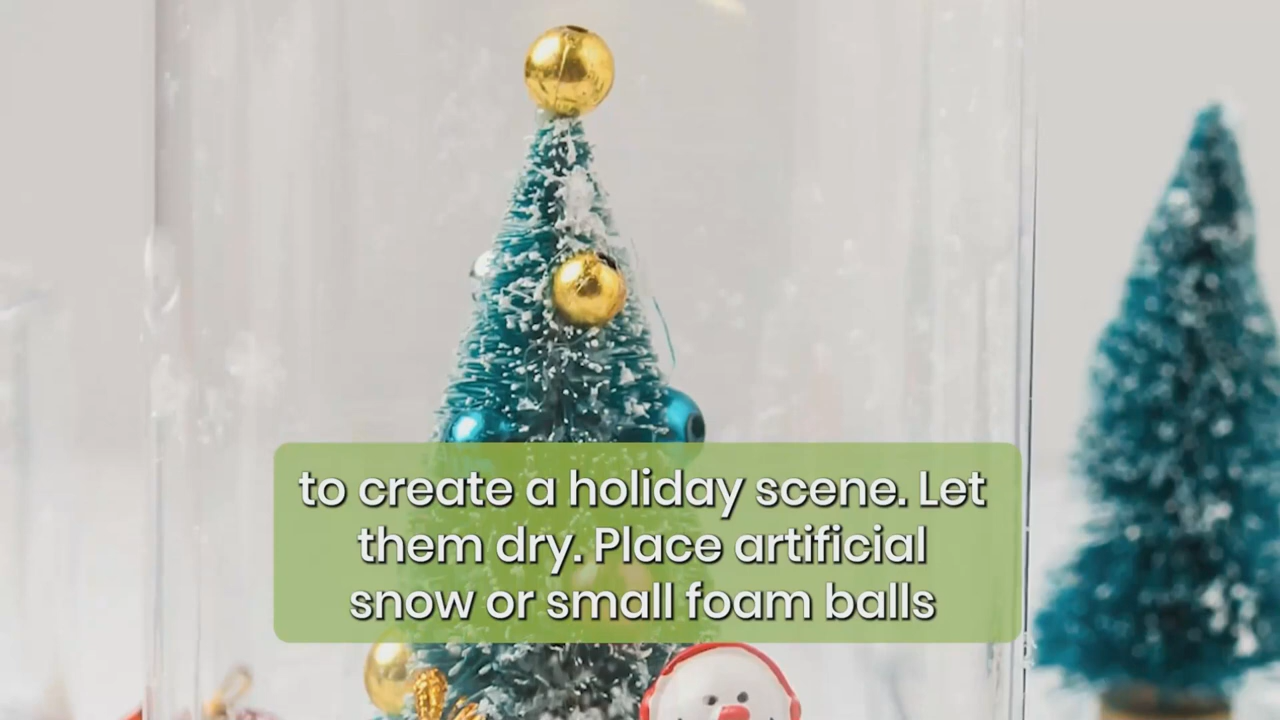 to create a holiday scene. Let
them dry. Place artificial
snow or small foam balls